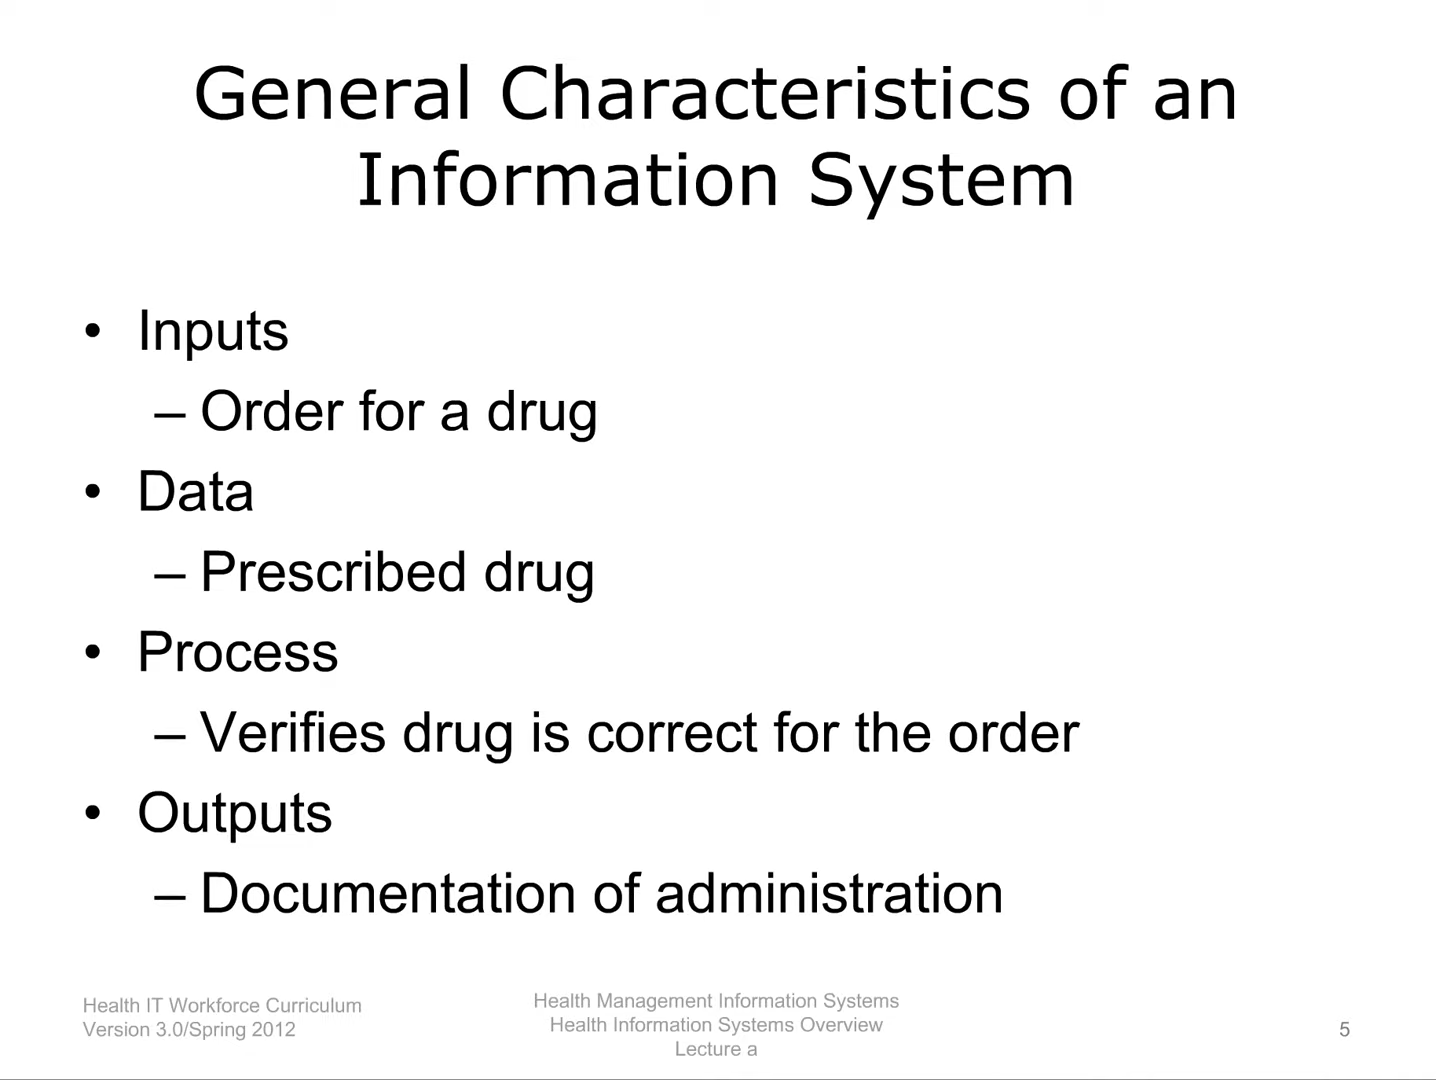 General Characteristics of an
Information System
• Inputs
– Order for a drug
• Data
– Prescribed drug
• Process
– Verifies drug is correct for the order
• Outputs
– Documentation of administration
Health IT Workforce Curriculum
Version 3.0/Spring 2012
Health Management Information Systems
Health Information Systems Overview
Lecture a
5